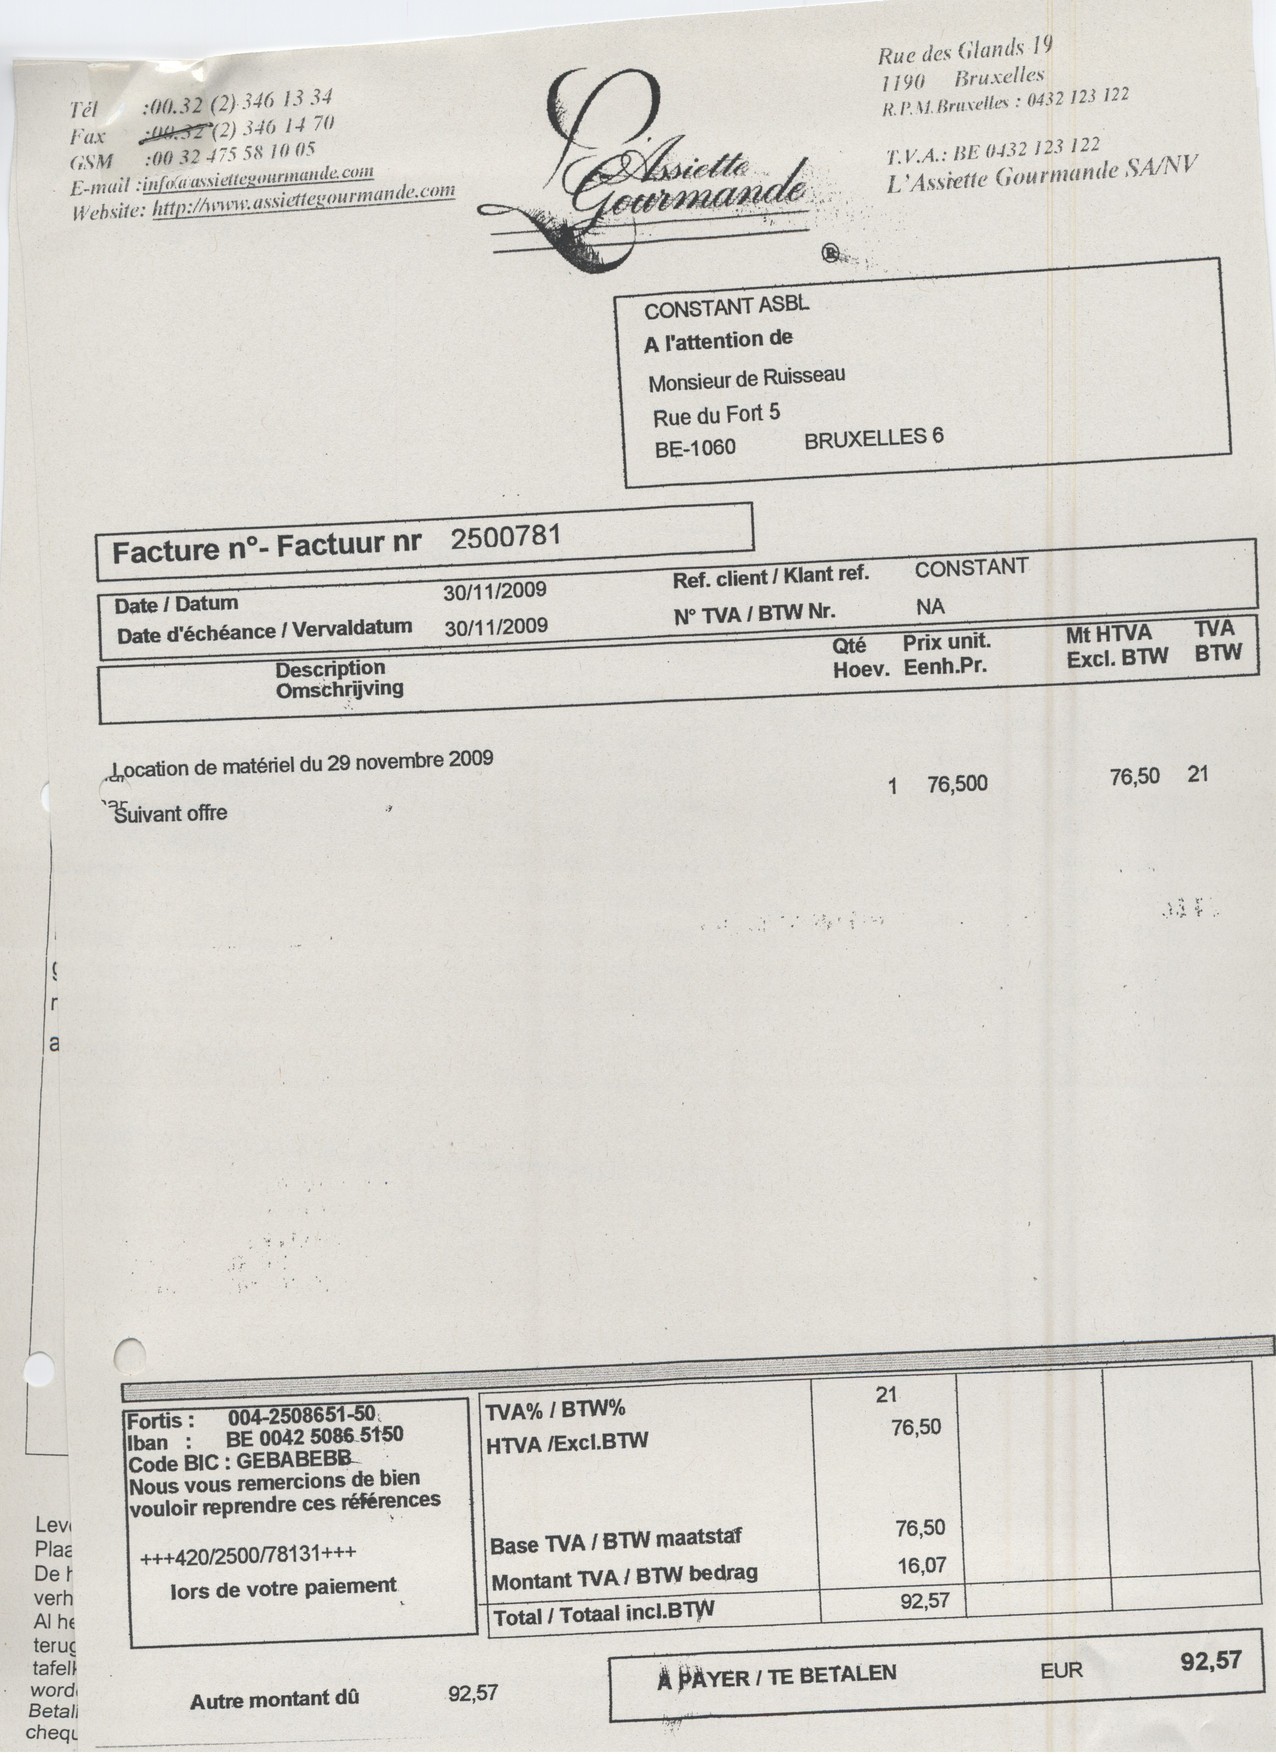 Tél :00.32 (2) 346 13 34
Fax :00.32 (2) 346 14 70
GSM :00 32 475 58 10 05
E-mail :info@assiettegourmande.com
Website: http://www.assiettegourmande.com
L'Assiette
Gourmande
®
Rue des Glands 19
1190 Bruxelles
R.P.M.Bruxelles : 0432 123 122
T.V.A.: BE 0432 123 122
L'Assiette Gourmande SA/NV
CONSTANT ASBL
A l'attention de
Monsieur de Ruisseau
Rue du Fort 5
BE-1060 BRUXELLES 6
Facture n°- Factuur nr 2500781
Date / Datum 30/11/2009 Ref. client / Klant ref. CONSTANT
Date d'échéance / Vervaldatum 30/11/2009 N° TVA / BTW Nr. NA
Description Qté Prix unit. Mt HTVA TVA
Omschrijving Hoev. Eenh.Pr. Excl. BTW BTW
Location de matériel du 29 novembre 2009
1 76,500 76,50 21
Suivant offre
g
r
a
Fortis : 004-2508651-50
Iban : BE 0042 5086 5150
Code BIC : GEBABEBB
Nous vous remercions de bien
vouloir reprendre ces références
+++420/2500/78131+++
lors de votre paiement
TVA% / BTW% 21
HTVA /Excl.BTW 76,50
Base TVA / BTW maatstaf 76,50
Montant TVA / BTW bedrag 16,07
Total / Totaal incl.BTW 92,57
Autre montant dû 92,57
A PAYER / TE BETALEN EUR 92,57
Leve
Plaa
De h
verh
Al he
terug
tafelk
word
Betali
chequ